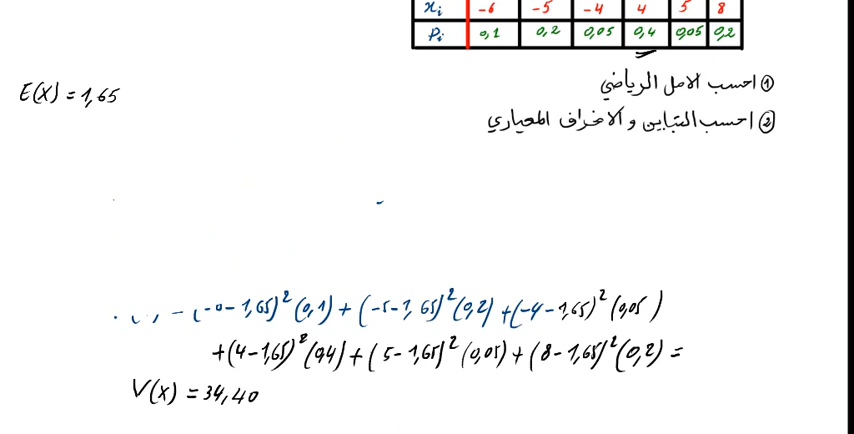 xᵢ -6 -5 -4 4 5 8
Pᵢ 0,1 0,2 0,05 0,4 0,05 0,2
① احسب الامل الرياضي
E(X) = 1,65
② احسب التباين و الانحراف المعياري
-1,65)²(0,1) + (-5-1,65)²(0,2) + (-4-1,65)²(0,05)
+(4-1,65)²(0,4) + (5-1,65)²(0,05) + (8-1,65)²(0,2) =
V(X) = 34,40